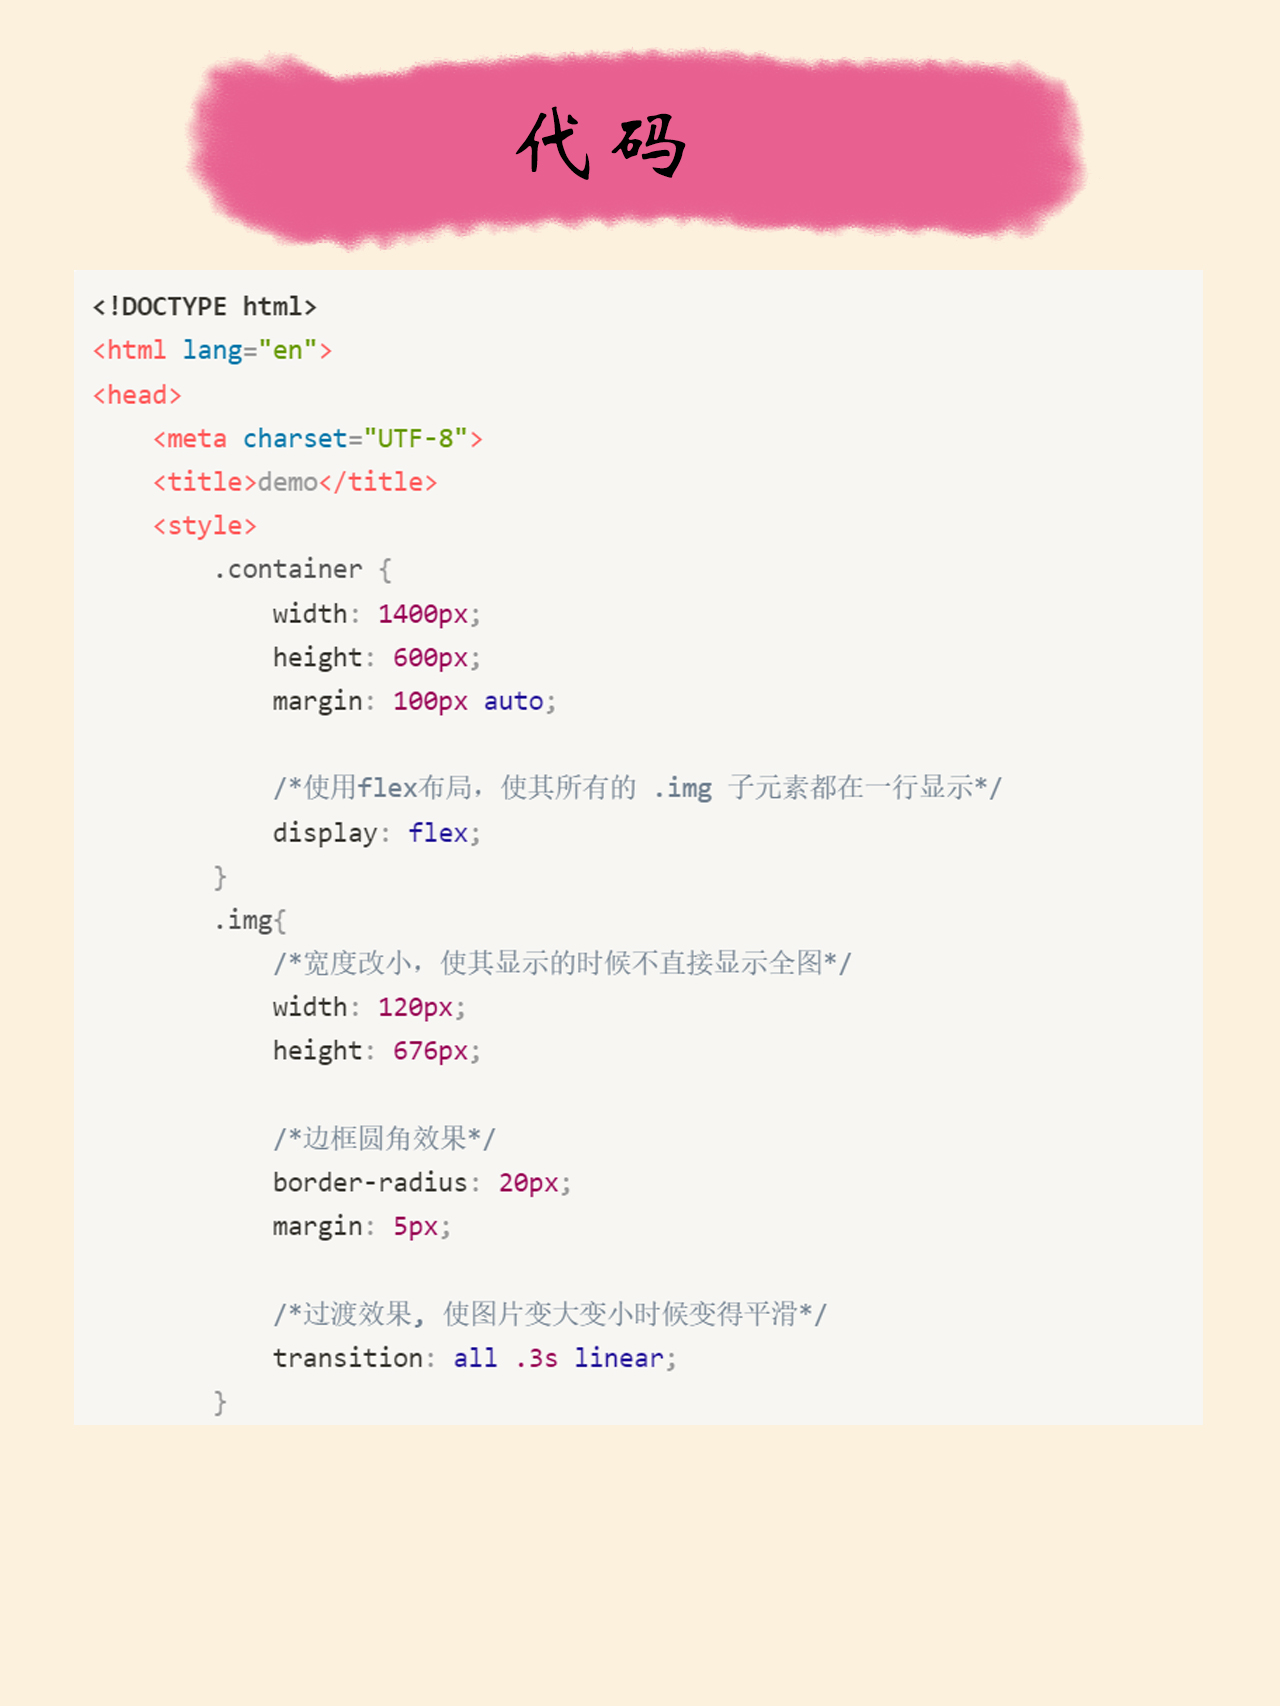 代码
<!DOCTYPE html>
<html lang="en">
<head>
    <meta charset="UTF-8">
    <title>demo</title>
    <style>
        .container {
            width: 1400px;
            height: 600px;
            margin: 100px auto;

            /*使用flex布局，使其所有的 .img 子元素都在一行显示*/
            display: flex;
        }
        .img{
            /*宽度改小，使其显示的时候不直接显示全图*/
            width: 120px;
            height: 676px;

            /*边框圆角效果*/
            border-radius: 20px;
            margin: 5px;

            /*过渡效果, 使图片变大变小时候变得平滑*/
            transition: all .3s linear;
        }